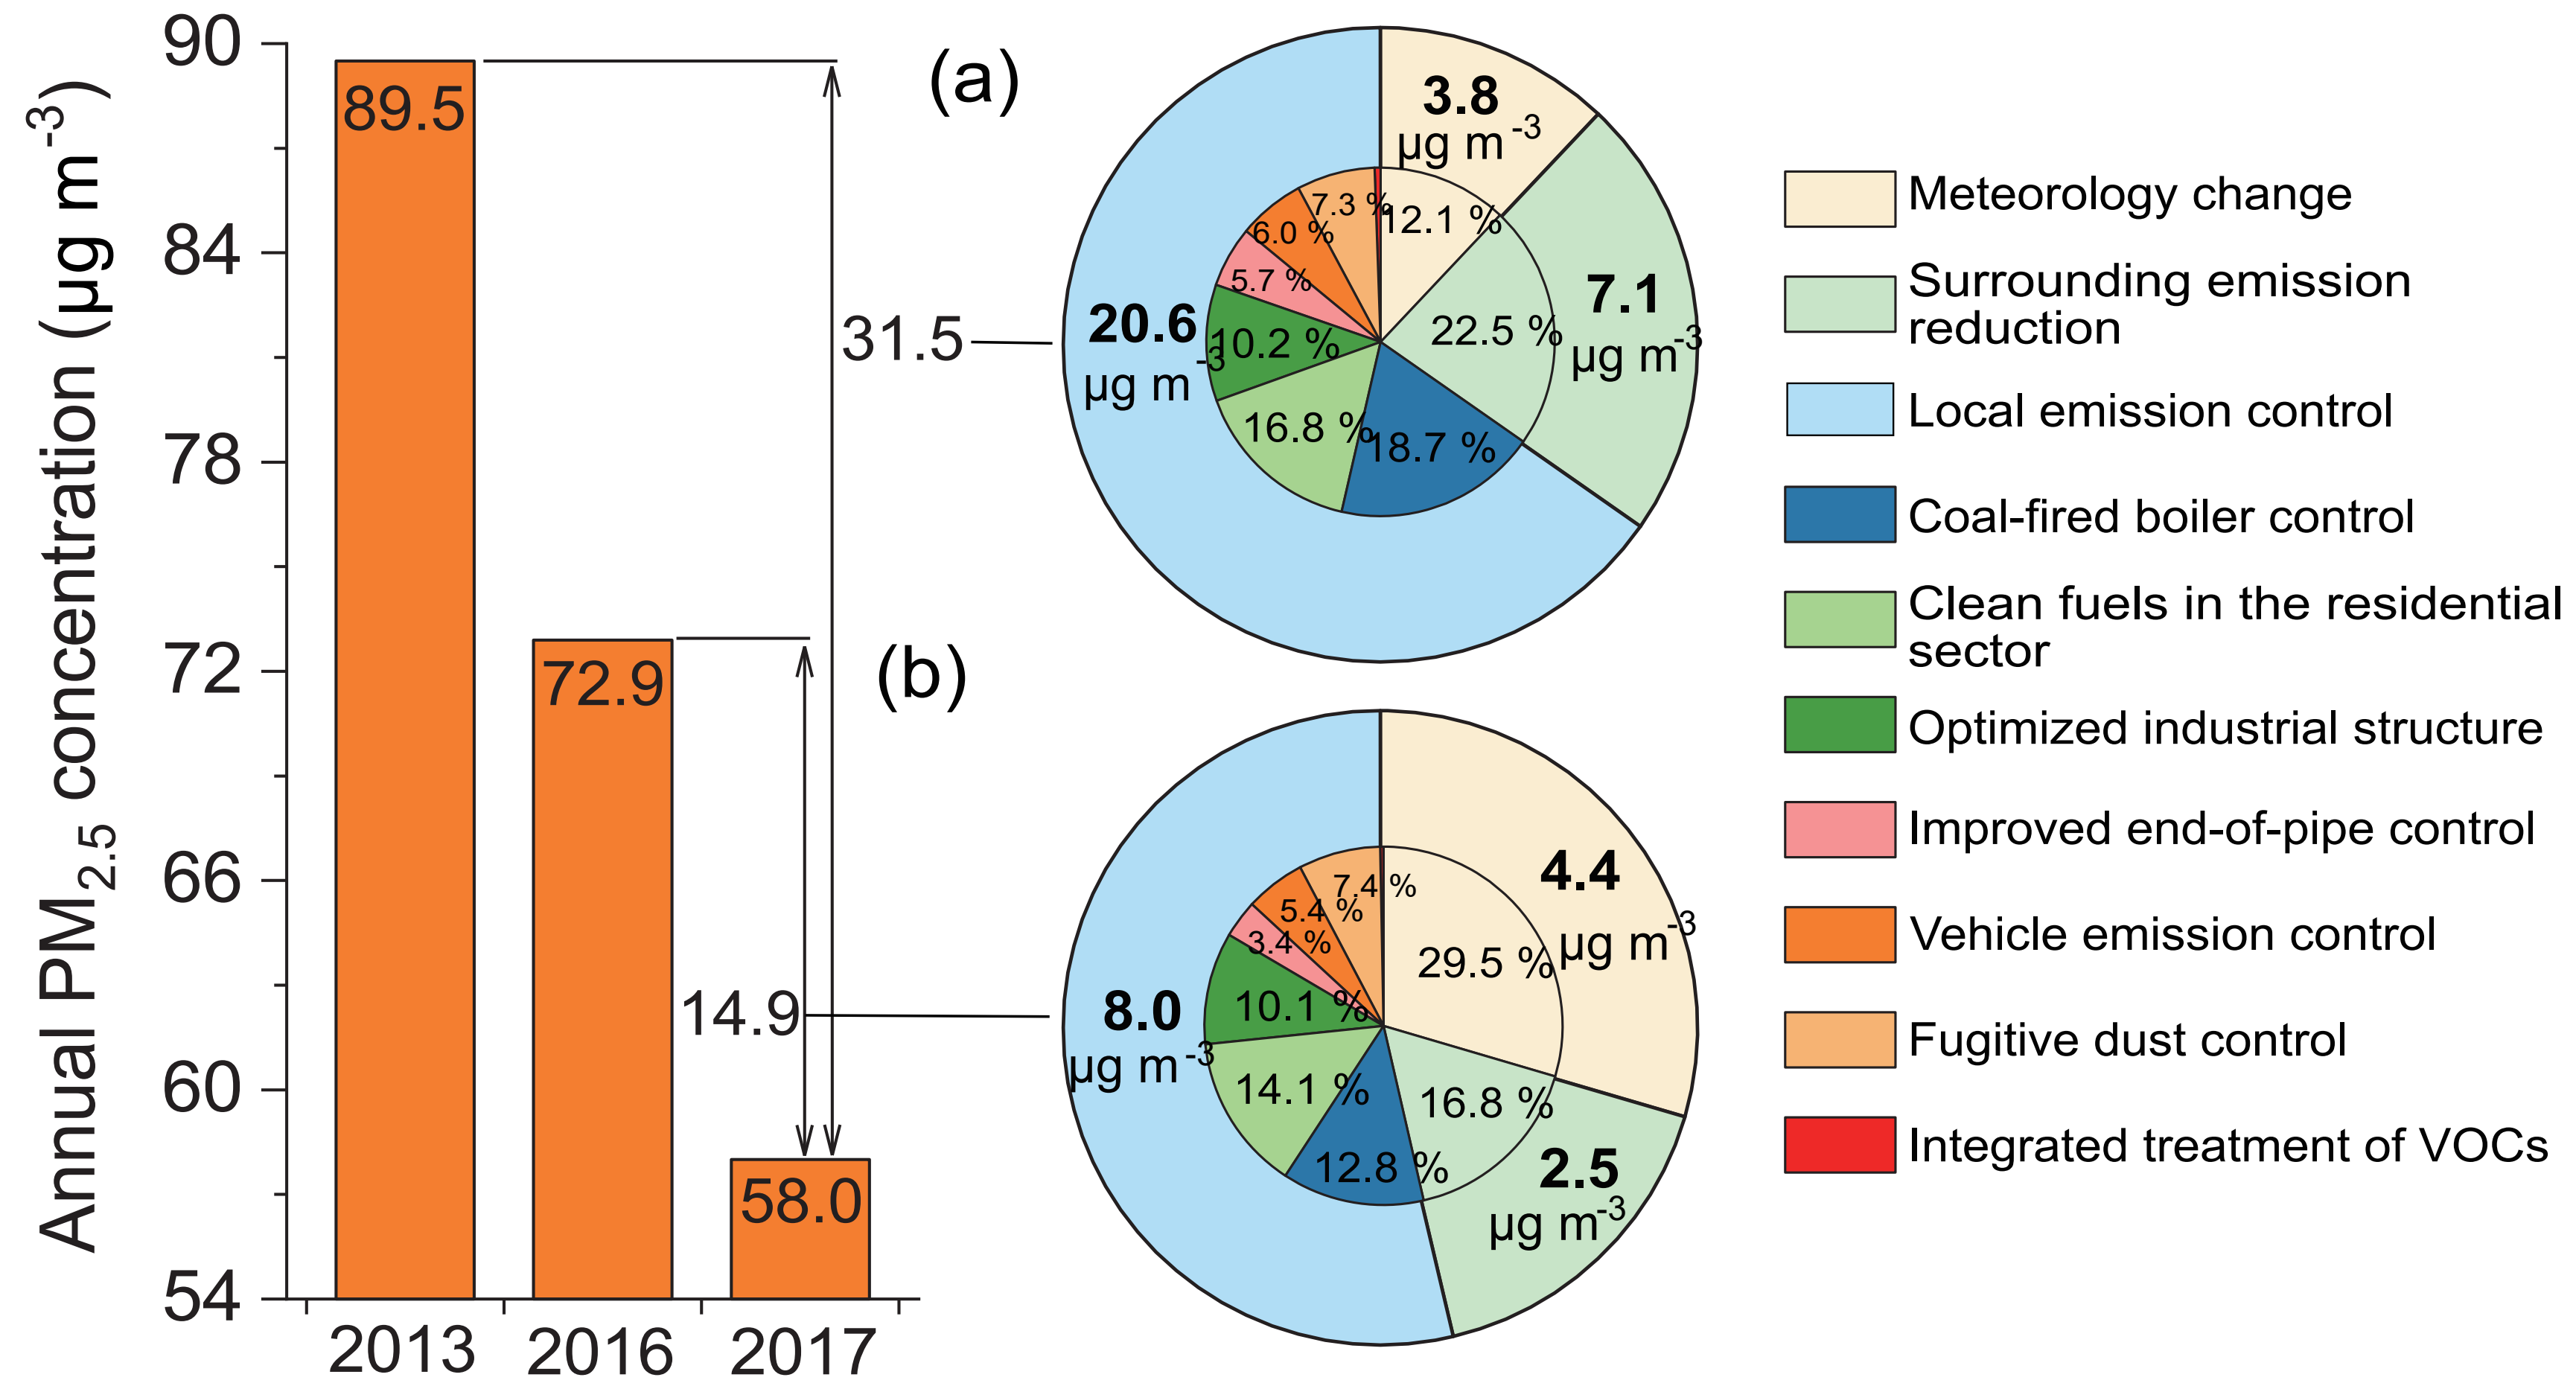 Annual PM2.5 concentration (µg m-3)
90
84
78
72
66
60
54
89.5
72.9
58.0
2013
2016
2017
31.5
14.9
(a)
3.8
µg m-3
7.1
µg m-3
20.6
µg m-3
12.1 %
22.5 %
18.7 %
16.8 %
10.2 %
5.7 %
6.0 %
7.3 %
(b)
4.4
µg m-3
2.5
µg m-3
8.0
µg m-3
29.5 %
16.8 %
12.8 %
14.1 %
10.1 %
3.4 %
5.4 %
7.4 %
Meteorology change
Surrounding emission
reduction
Local emission control
Coal-fired boiler control
Clean fuels in the residential
sector
Optimized industrial structure
Improved end-of-pipe control
Vehicle emission control
Fugitive dust control
Integrated treatment of VOCs